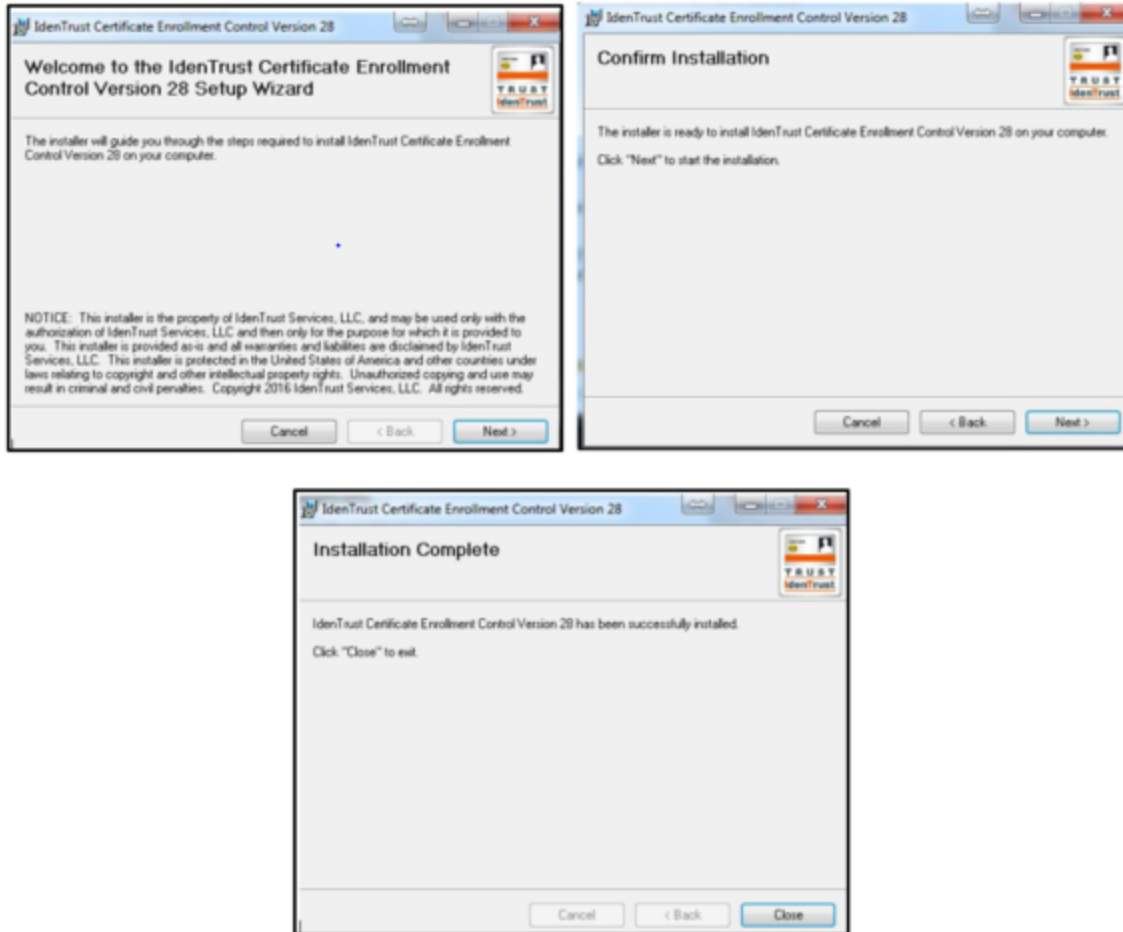 IdenTrust Certificate Enrollment Control Version 28
Welcome to the IdenTrust Certificate Enrollment
Control Version 28 Setup Wizard
TRUST
IdenTrust
The installer will guide you through the steps required to install IdenTrust Certificate Enrollment
Control Version 28 on your computer.
NOTICE: This installer is the property of IdenTrust Services, LLC, and may be used only with the
authorization of IdenTrust Services, LLC and then only for the purpose for which it is provided to
you. This installer is provided as-is and all warranties and liabilities are disclaimed by IdenTrust
Services, LLC. This installer is protected in the United States of America and other countries under
laws relating to copyright and other intellectual property rights. Unauthorized copying and use may
result in criminal and civil penalties. Copyright 2016 IdenTrust Services, LLC. All rights reserved.
Cancel < Back Next >
IdenTrust Certificate Enrollment Control Version 28
Confirm Installation
TRUST
IdenTrust
The installer is ready to install IdenTrust Certificate Enrollment Control Version 28 on your computer.
Click "Next" to start the installation.
Cancel < Back Next >
IdenTrust Certificate Enrollment Control Version 28
Installation Complete
TRUST
IdenTrust
IdenTrust Certificate Enrollment Control Version 28 has been successfully installed.
Click "Close" to exit.
Cancel < Back Close